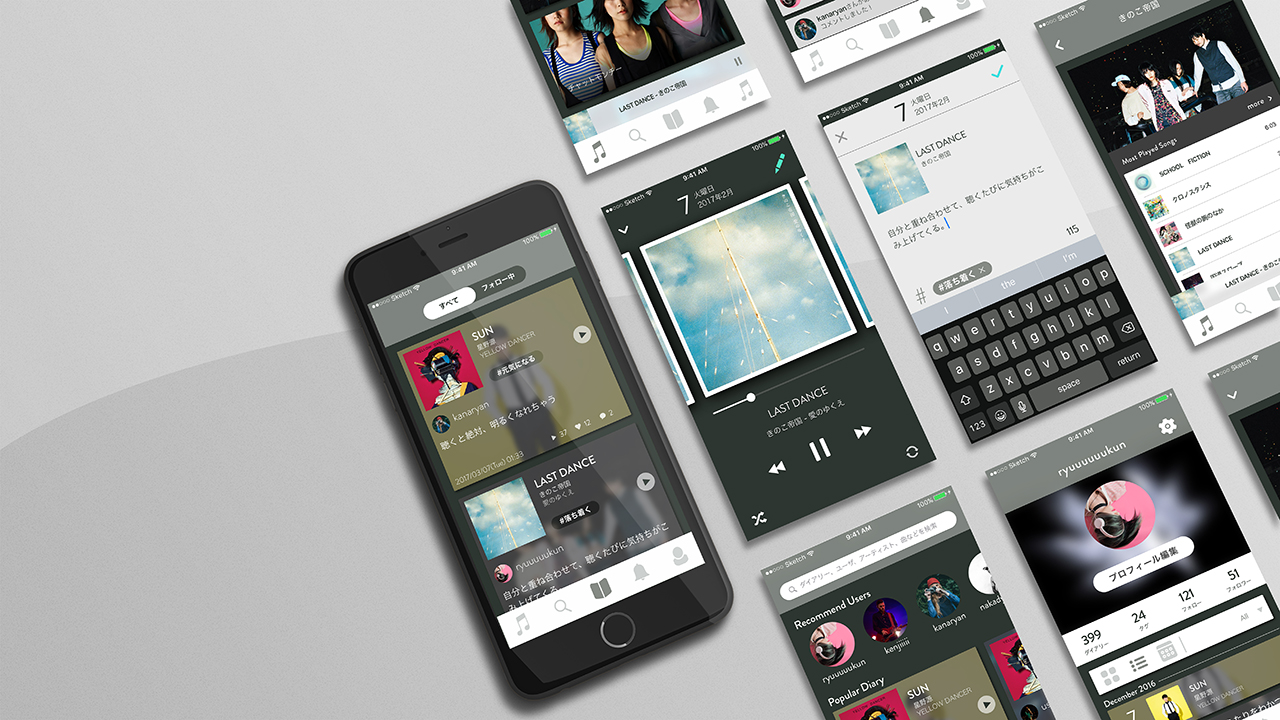 ●●○○○ Sketch
9:41 AM
100%
すべて
フォロー中
SUN
星野源
YELLOW DANCER
#元気になる
kanaryan
聴くと絶対、明るくなれちゃう
37
12
2
2017/03/07(Tue) 01:33
LAST DANCE
きのこ帝国
愛のゆくえ
#落ち着く
ryuuuuukun
自分と重ね合わせて、聴くたびに気持ちがこ
み上げてくる。
チャットモンチー
LAST DANCE - きのこ帝国
●●○○○ Sketch
9:41 AM
100%
7
火曜日
2017年2月
LAST DANCE
きのこ帝国 - 愛のゆくえ
●●○○○ Sketch
9:41 AM
100%
ダイアリー、ユーザ、アーティスト、曲などを検索
Recommend Users
ryuuuuukun
kenjiiiii
kanaryan
nakad
Popular Diary
SUN
星野源
YELLOW DANCER
kanaryanさんが
コメントしました！
●●○○○ Sketch
9:41 AM
100%
7
火曜日
2017年2月
LAST DANCE
きのこ帝国
自分と重ね合わせて、聴くたびに気持ちがこ
み上げてくる。
115
# #落ち着く ×
I
the
I'm
q w e r t y u i o p
a s d f g h j k l
z x c v b n m
123
space
return
●●○○○ Sketch
9:41 AM
100%
ryuuuuukun
プロフィール編集
399
ダイアリー
24
タグ
121
フォロー
51
フォロワー
All
December 2016
7
SUN
星野源
YELLOW DANCER
●●○○○ Sketch
きのこ帝国
more
Most Played Songs
SCHOOL FICTION
6:05
クロノスタシス
怪獣の腕のなか
LAST DANCE
LAST DANCE - きのこ
●●○○○ Sketch